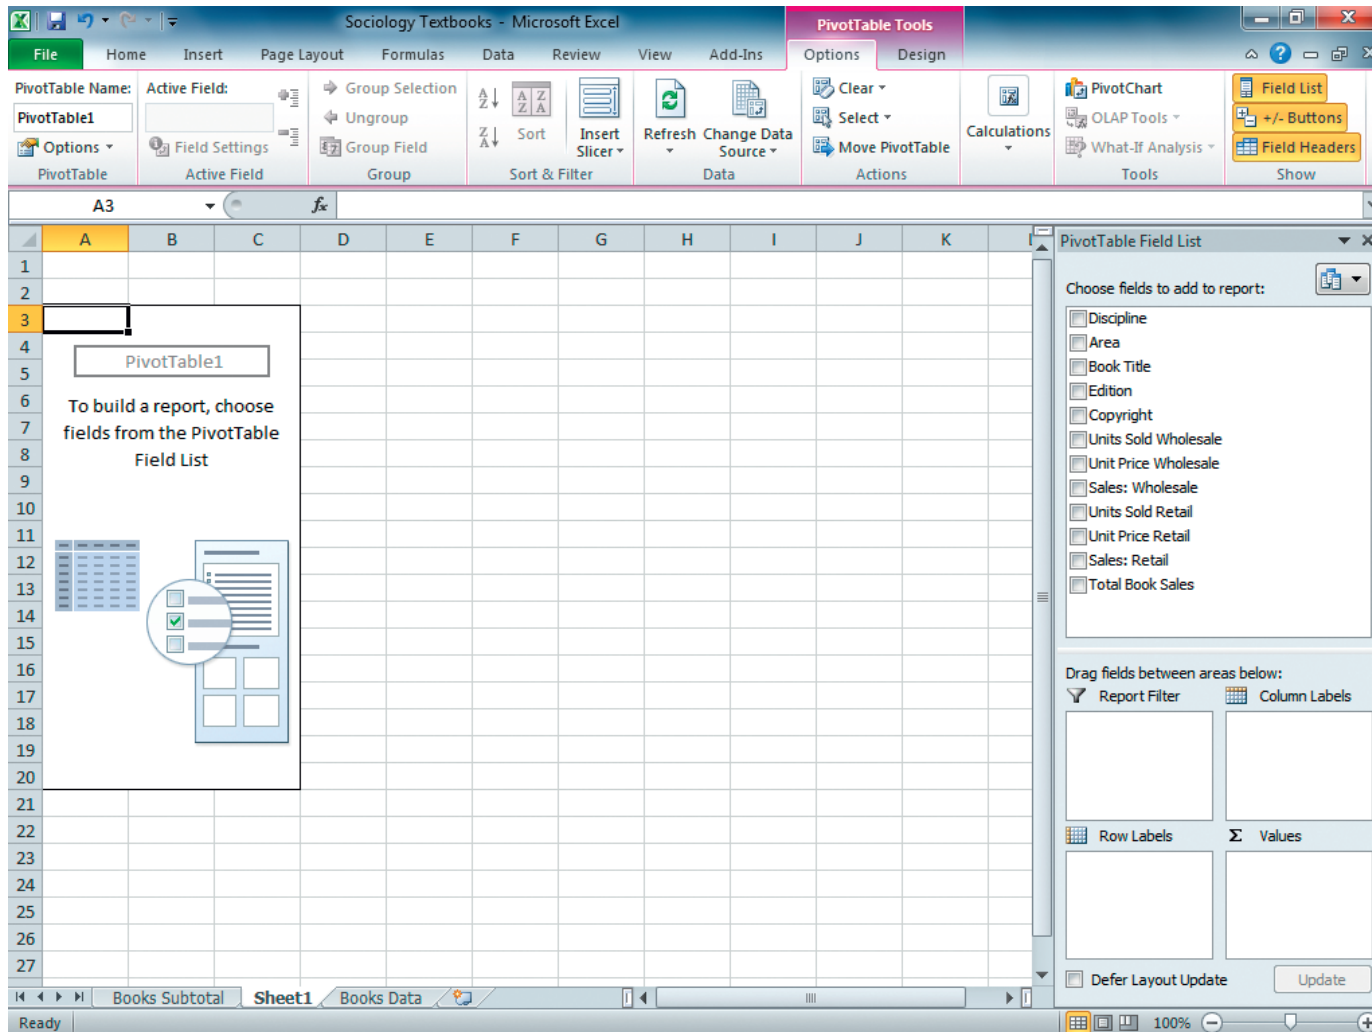 Sociology Textbooks - Microsoft Excel
PivotTable Tools
File Home Insert Page Layout Formulas Data Review View Add-Ins Options Design
PivotTable Name:
PivotTable1
Options
PivotTable
Active Field:
Field Settings
Active Field
Group Selection
Ungroup
Group Field
Group
Sort
Insert
Slicer
Sort & Filter
Refresh
Change Data
Source
Data
Clear
Select
Move PivotTable
Actions
Calculations
PivotChart
OLAP Tools
What-If Analysis
Tools
Field List
+/- Buttons
Field Headers
Show
A3
fx
A B C D E F G H I J K
1
2
3
4
5
6
7
8
9
10
11
12
13
14
15
16
17
18
19
20
21
22
23
24
25
26
27
PivotTable1
To build a report, choose
fields from the PivotTable
Field List
PivotTable Field List
Choose fields to add to report:
Discipline
Area
Book Title
Edition
Copyright
Units Sold Wholesale
Unit Price Wholesale
Sales: Wholesale
Units Sold Retail
Unit Price Retail
Sales: Retail
Total Book Sales
Drag fields between areas below:
Report Filter
Column Labels
Row Labels
Σ Values
Defer Layout Update
Update
Books Subtotal Sheet1 Books Data
Ready
100%